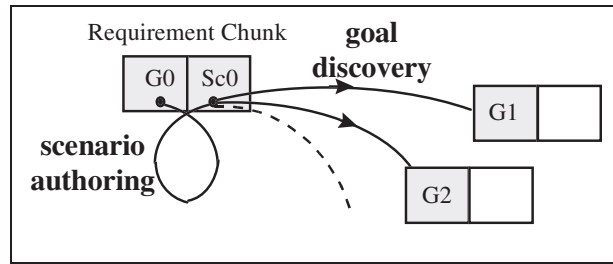 Requirement Chunk
goal
discovery
G0 Sc0
G1
scenario
authoring
G2